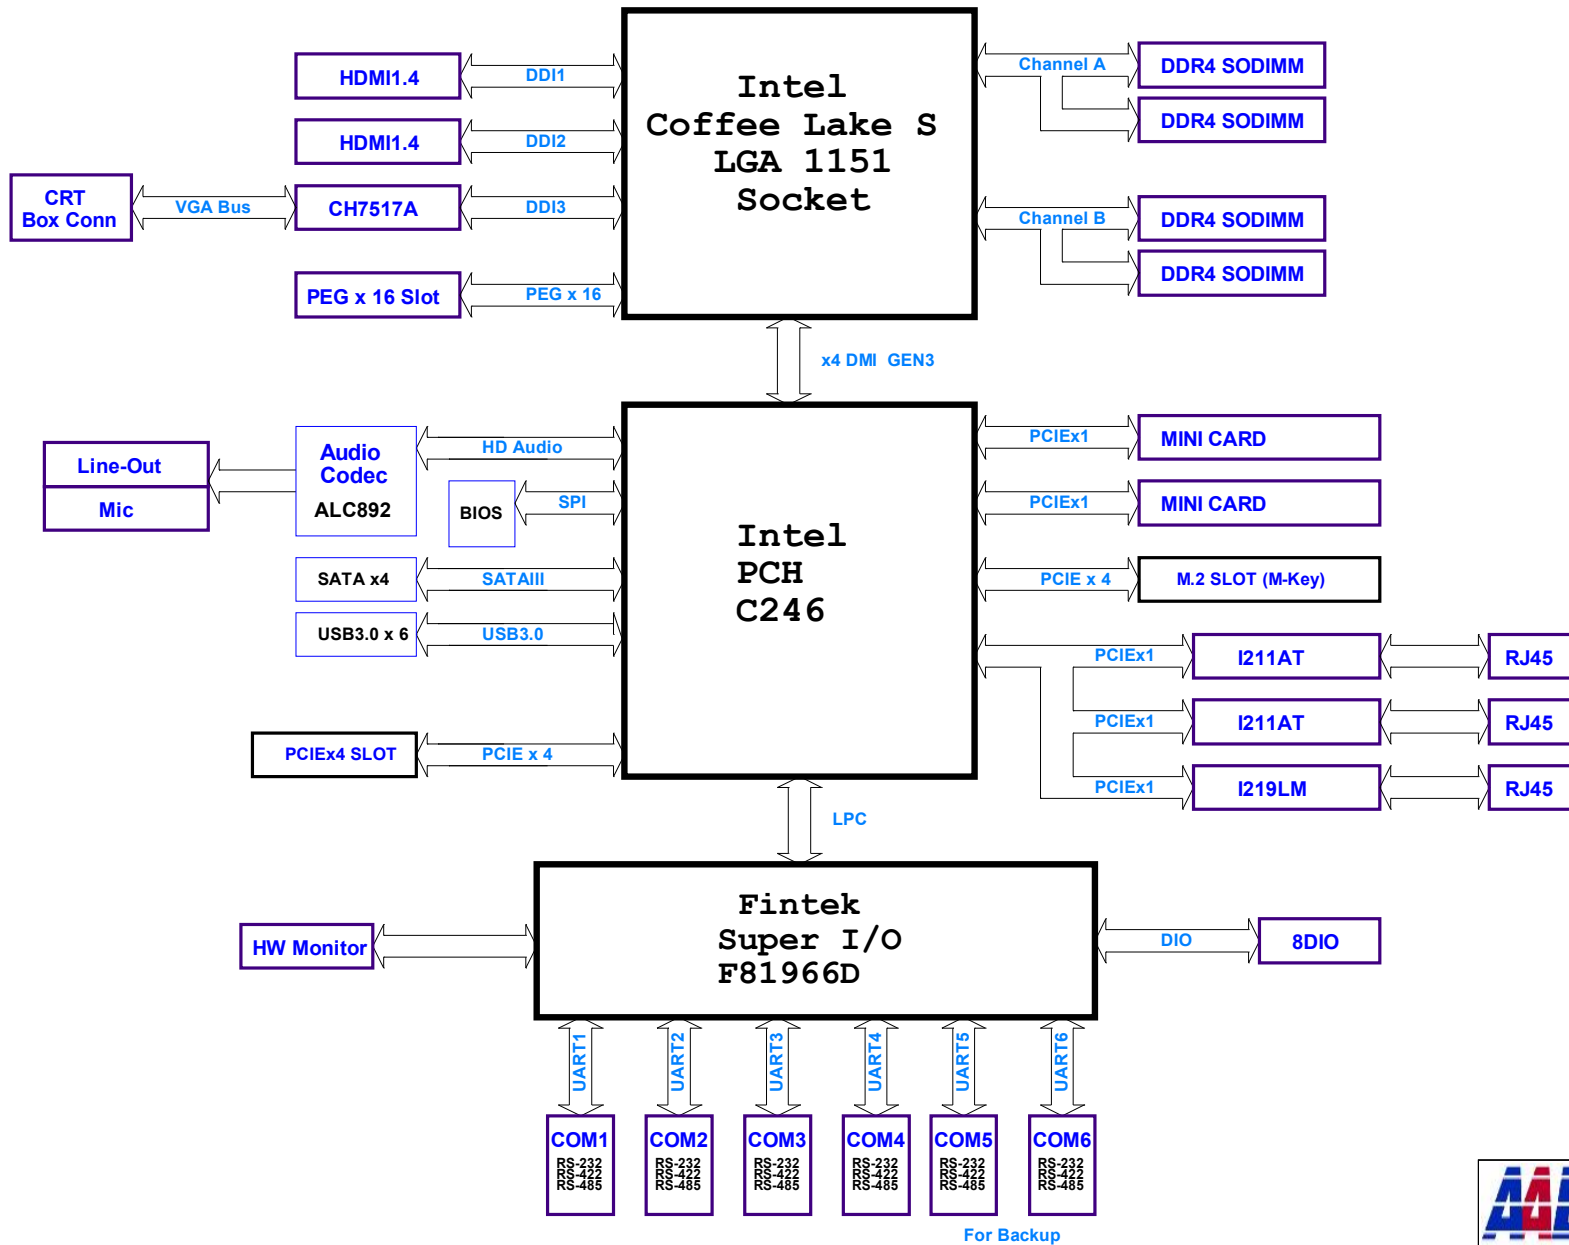 Intel
Coffee Lake S
LGA 1151
Socket
HDMI1.4
DDI1
HDMI1.4
DDI2
CRT
Box Conn
VGA Bus
CH7517A
DDI3
PEG x 16 Slot
PEG x 16
Channel A
DDR4 SODIMM
DDR4 SODIMM
Channel B
DDR4 SODIMM
DDR4 SODIMM
x4 DMI GEN3
Intel
PCH
C246
Line-Out
Mic
Audio
Codec
ALC892
HD Audio
BIOS
SPI
SATA x4
SATAIII
USB3.0 x 6
USB3.0
PCIEx4 SLOT
PCIE x 4
PCIEx1
MINI CARD
PCIEx1
MINI CARD
PCIE x 4
M.2 SLOT (M-Key)
PCIEx1
I211AT
RJ45
PCIEx1
I211AT
RJ45
PCIEx1
I219LM
RJ45
LPC
Fintek
Super I/O
F81966D
HW Monitor
DIO
8DIO
UART1
UART2
UART3
UART4
UART5
UART6
COM1
RS-232
RS-422
RS-485
COM2
RS-232
RS-422
RS-485
COM3
RS-232
RS-422
RS-485
COM4
RS-232
RS-422
RS-485
COM5
RS-232
RS-422
RS-485
COM6
RS-232
RS-422
RS-485
For Backup